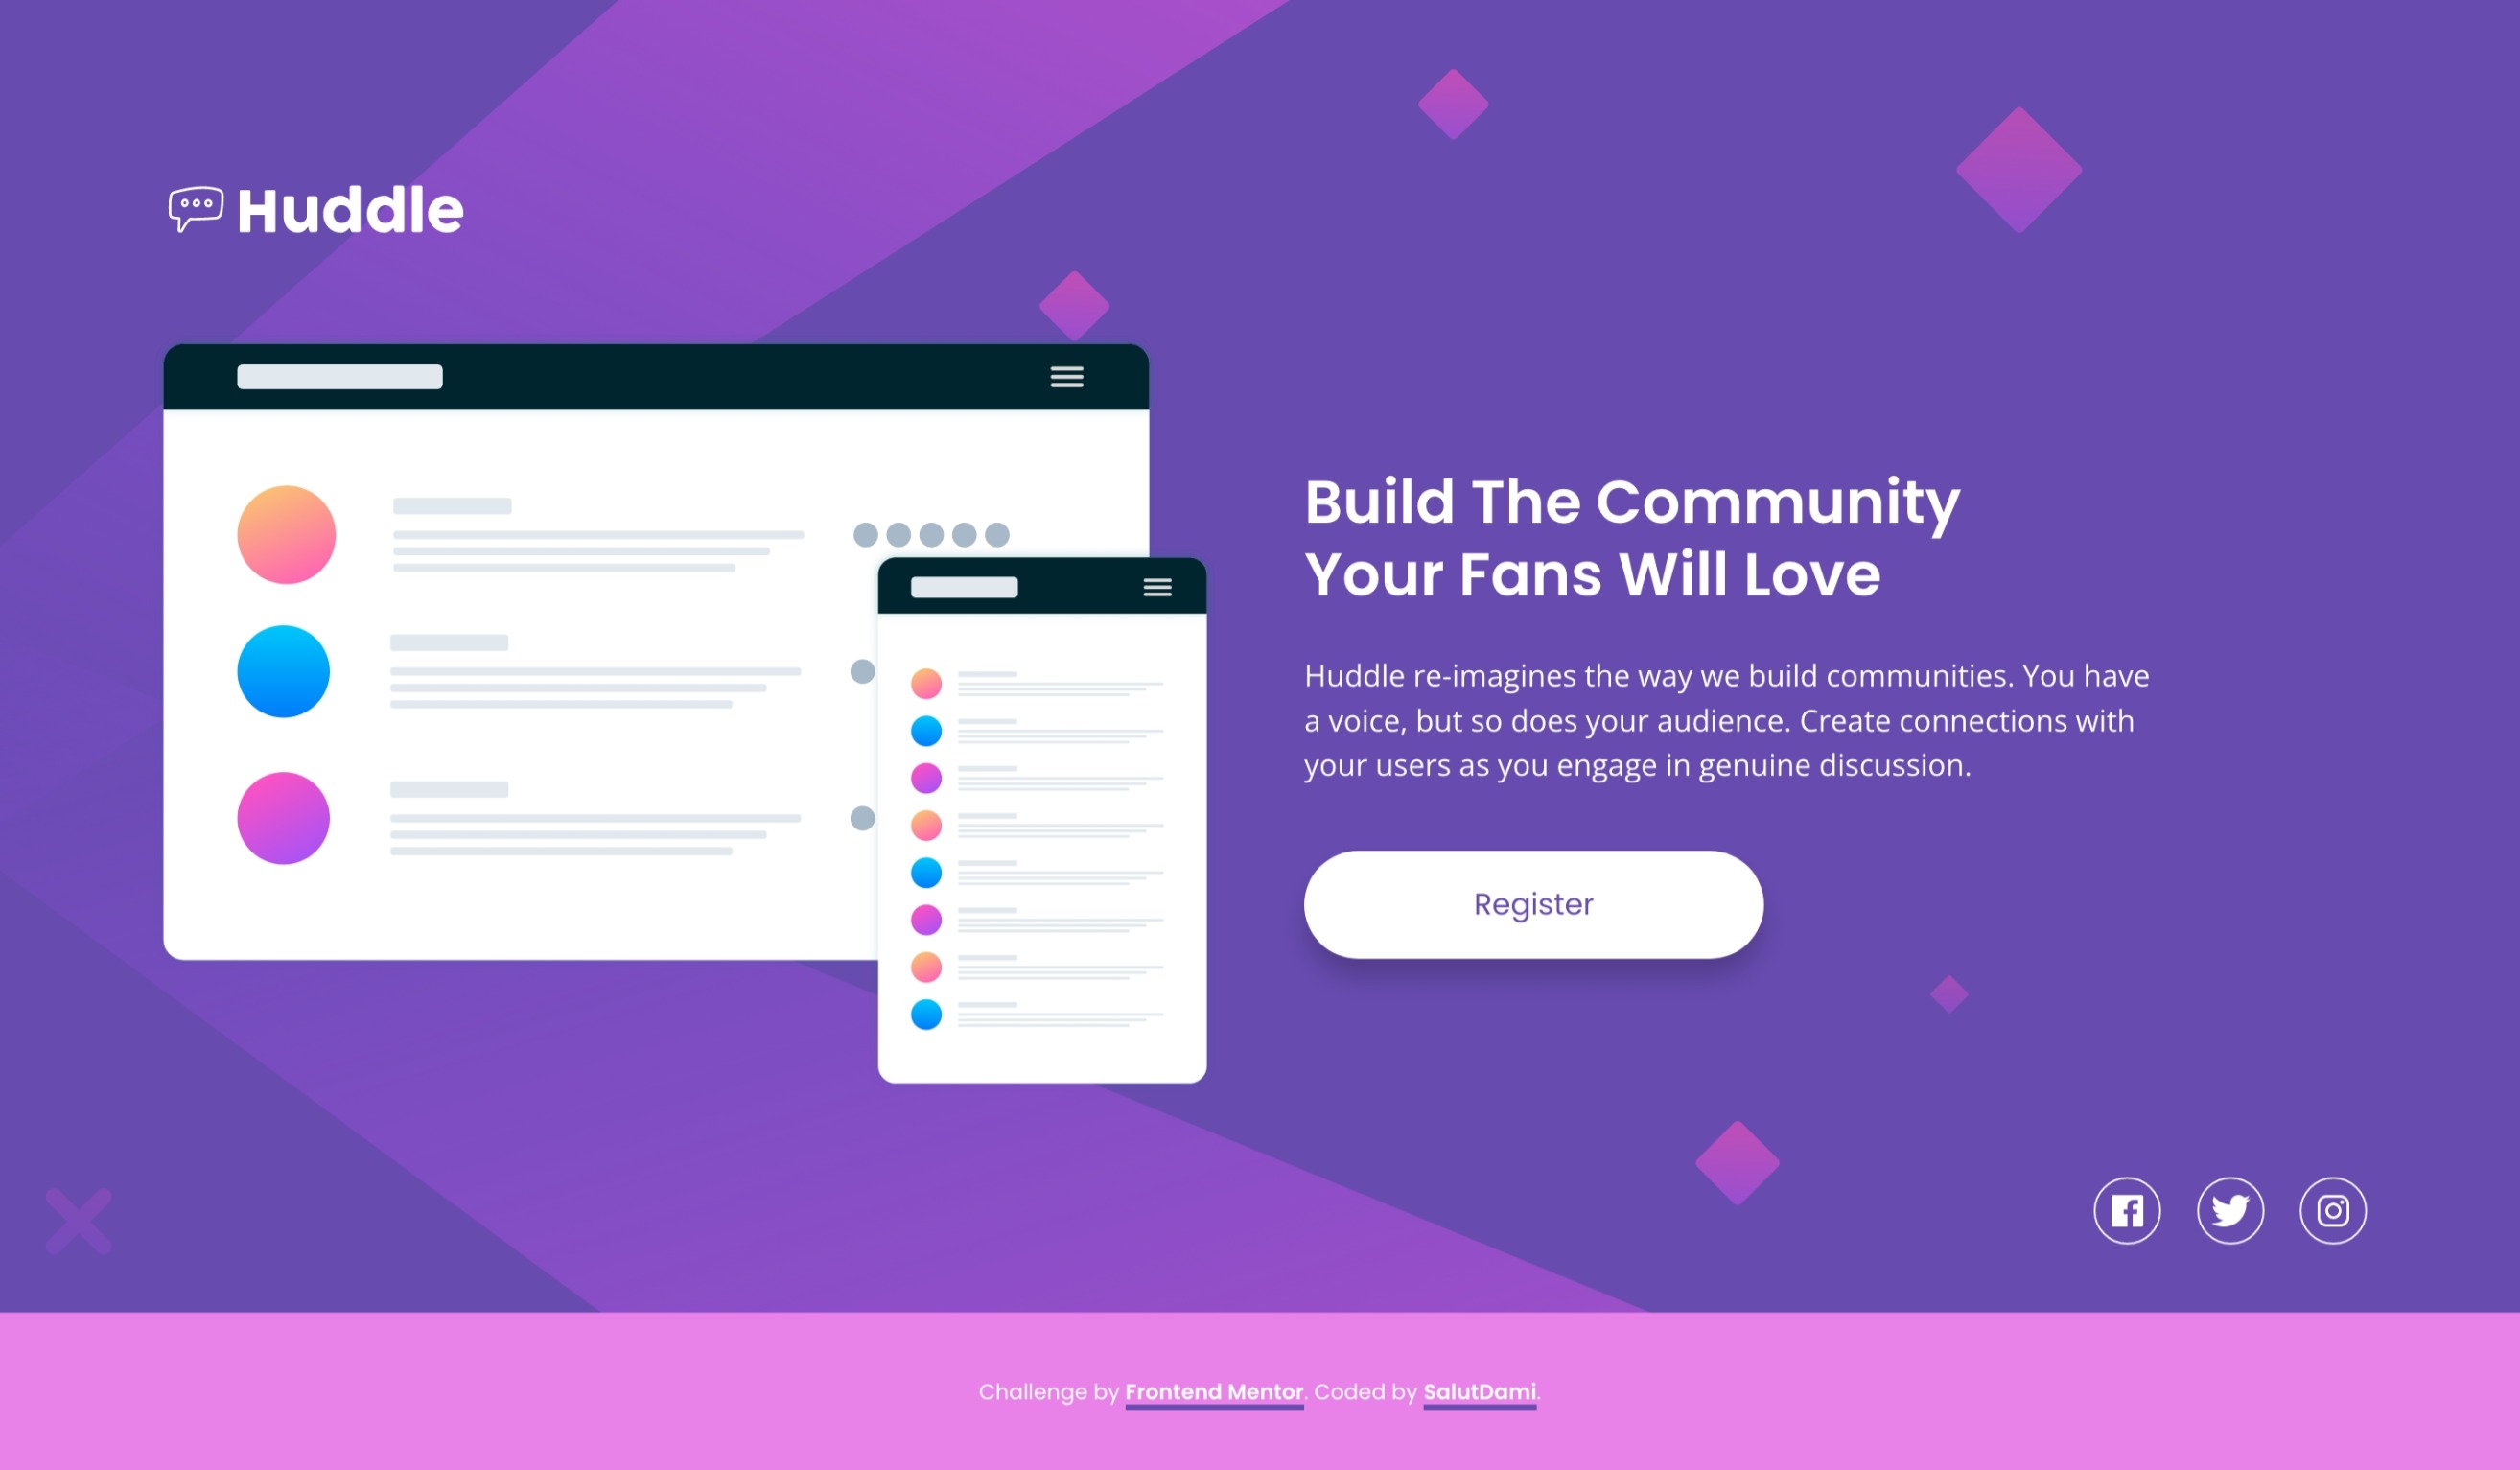 Huddle
Build The Community
Your Fans Will Love
Huddle re-imagines the way we build communities. You have
a voice, but so does your audience. Create connections with
your users as you engage in genuine discussion.
Register
Challenge by Frontend Mentor. Coded by SalutDami.